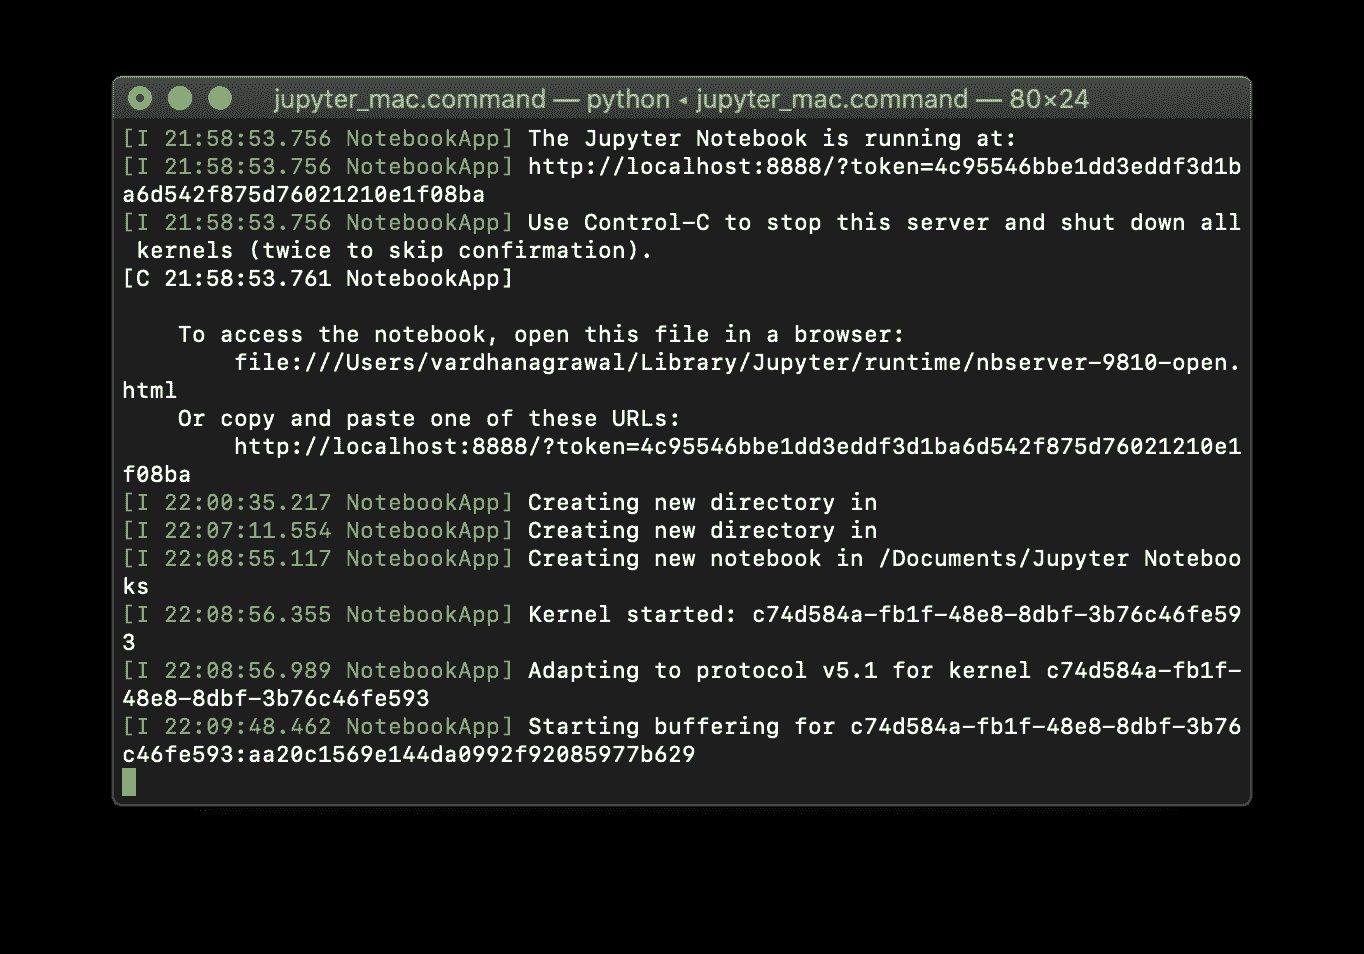 jupyter_mac.command — python ◂ jupyter_mac.command — 80×24
[I 21:58:53.756 NotebookApp] The Jupyter Notebook is running at:
[I 21:58:53.756 NotebookApp] http://localhost:8888/?token=4c95546bbe1dd3eddf3d1b
a6d542f875d76021210e1f08ba
[I 21:58:53.756 NotebookApp] Use Control-C to stop this server and shut down all
 kernels (twice to skip confirmation).
[C 21:58:53.761 NotebookApp]
    To access the notebook, open this file in a browser:
        file:///Users/vardhanagrawal/Library/Jupyter/runtime/nbserver-9810-open.
html
    Or copy and paste one of these URLs:
        http://localhost:8888/?token=4c95546bbe1dd3eddf3d1ba6d542f875d76021210e1
f08ba
[I 22:00:35.217 NotebookApp] Creating new directory in
[I 22:07:11.554 NotebookApp] Creating new directory in
[I 22:08:55.117 NotebookApp] Creating new notebook in /Documents/Jupyter Noteboo
ks
[I 22:08:56.355 NotebookApp] Kernel started: c74d584a-fb1f-48e8-8dbf-3b76c46fe59
3
[I 22:08:56.989 NotebookApp] Adapting to protocol v5.1 for kernel c74d584a-fb1f-
48e8-8dbf-3b76c46fe593
[I 22:09:48.462 NotebookApp] Starting buffering for c74d584a-fb1f-48e8-8dbf-3b76
c46fe593:aa20c1569e144da0992f92085977b629